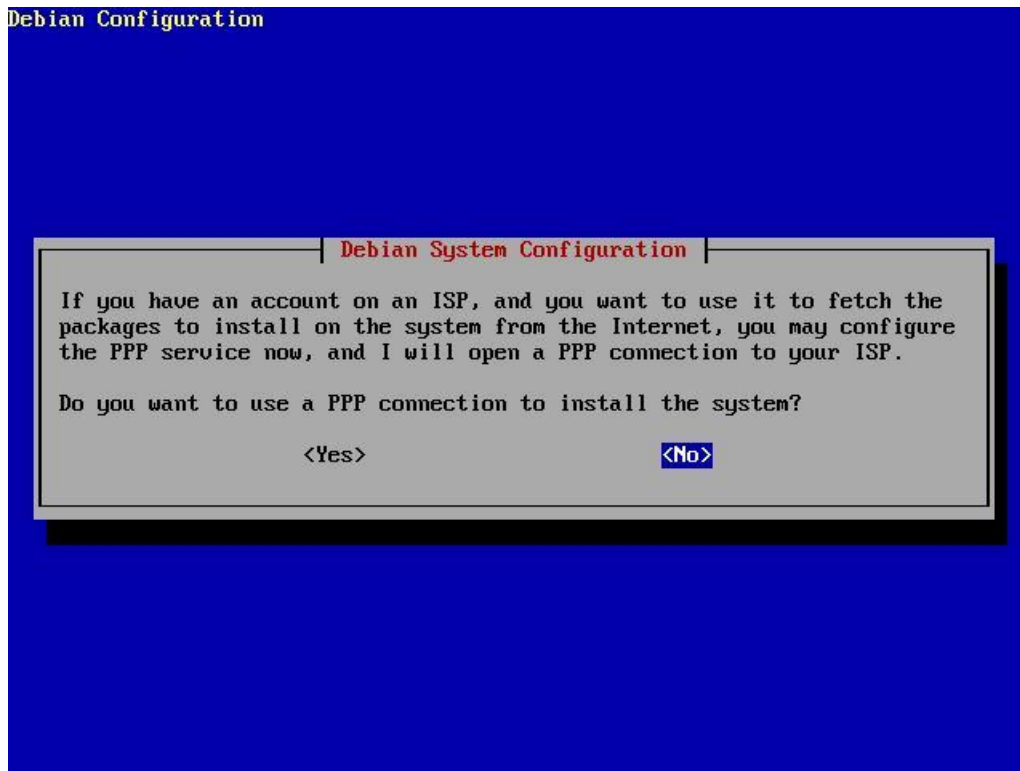 Debian Configuration
Debian System Configuration
If you have an account on an ISP, and you want to use it to fetch the
packages to install on the system from the Internet, you may configure
the PPP service now, and I will open a PPP connection to your ISP.
Do you want to use a PPP connection to install the system?
<Yes> <No>